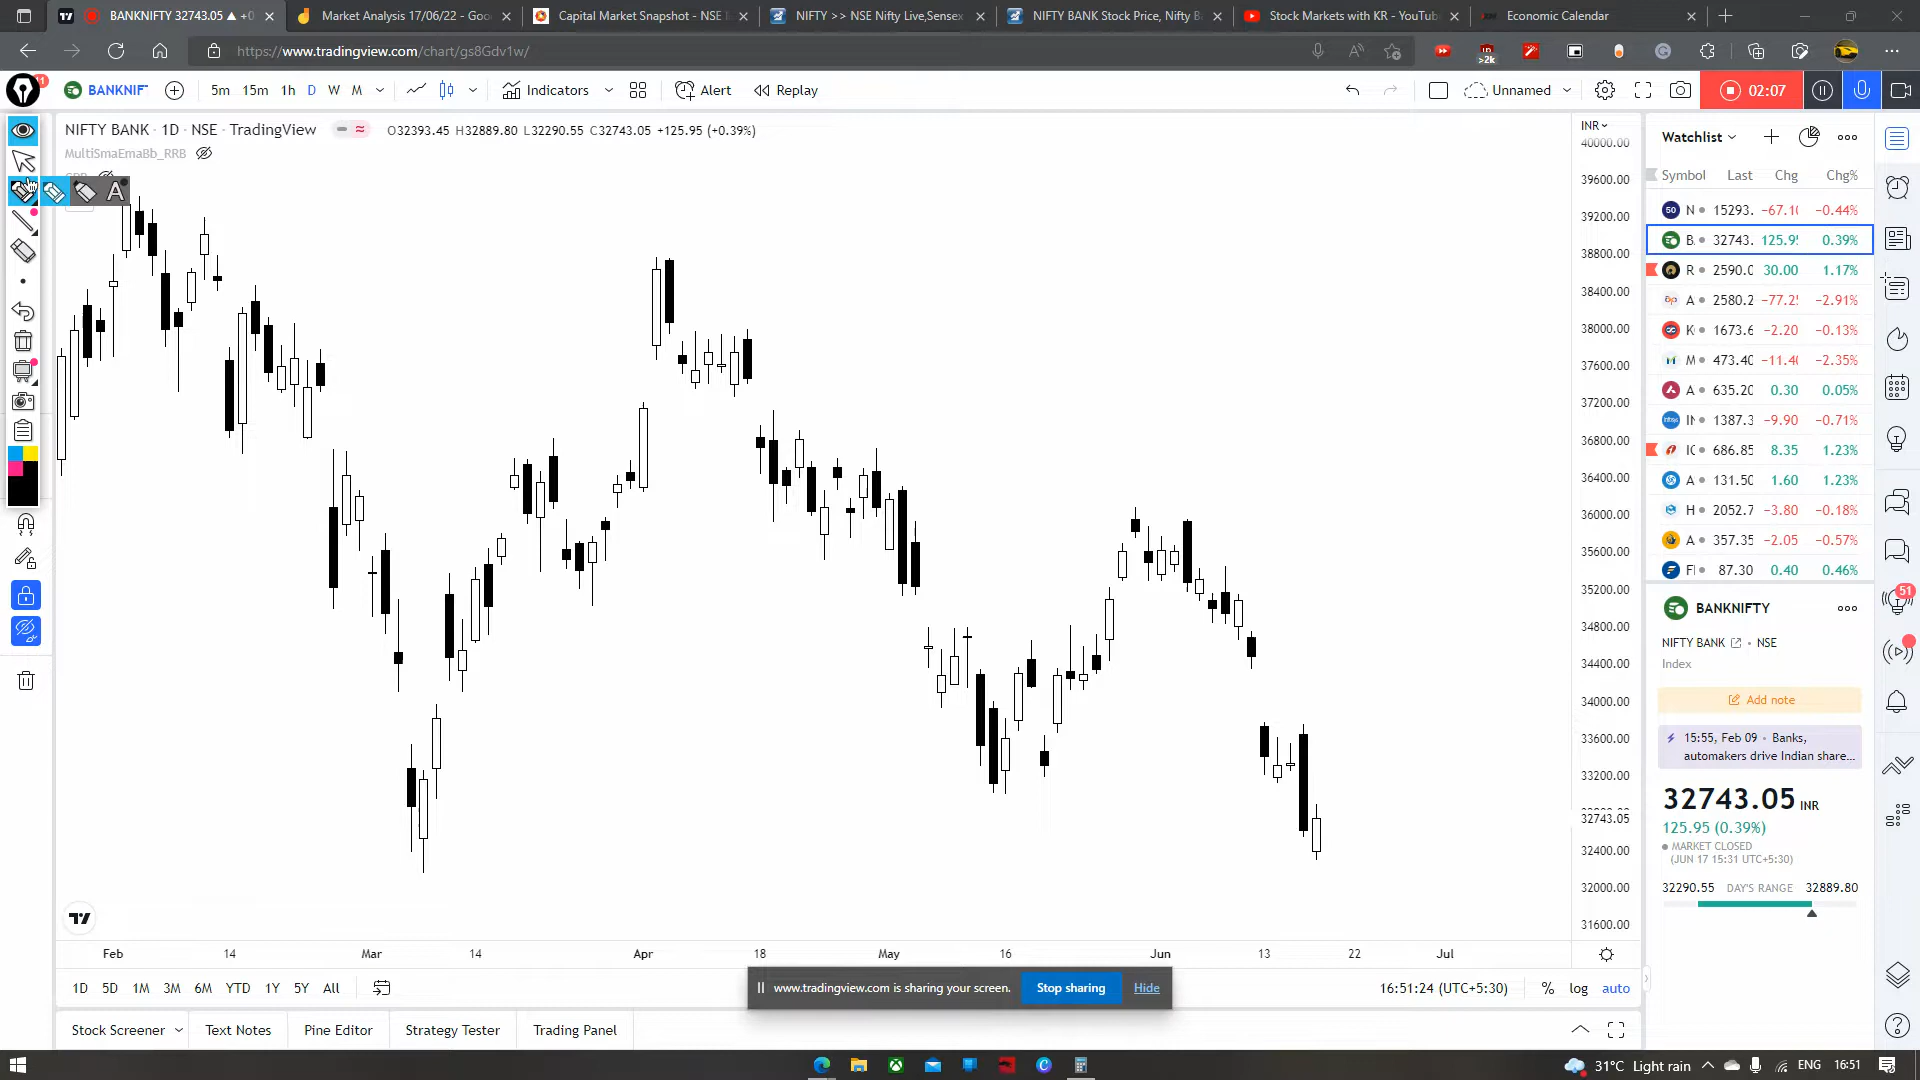 BANKNIFTY 32743.05 ▲ +0
Market Analysis 17/06/22 - Goo
Capital Market Snapshot - NSE I
NIFTY >> NSE Nifty Live,Sensex
NIFTY BANK Stock Price, Nifty B
Stock Markets with KR - YouTub
Economic Calendar
https://www.tradingview.com/chart/gs8Gdv1w/
>2k
BANKNIF
5m 15m 1h D W M
Indicators
Alert
Replay
Unnamed
02:07
NIFTY BANK · 1D · NSE · TradingView
O32393.45 H32889.80 L32290.55 C32743.05 +125.95 (+0.39%)
MultiSmaEmaBb_RRB
A
INR
40000.00
39600.00
39200.00
38800.00
38400.00
38000.00
37600.00
37200.00
36800.00
36400.00
36000.00
35600.00
35200.00
34800.00
34400.00
34000.00
33600.00
33200.00
32743.05
32400.00
32000.00
31600.00
Feb 14 Mar 14 Apr 18 May 16 Jun 13 22 Jul
1D 5D 1M 3M 6M YTD 1Y 5Y All
www.tradingview.com is sharing your screen.
Stop sharing
Hide
16:51:24 (UTC+5:30)
% log auto
Stock Screener
Text Notes
Pine Editor
Strategy Tester
Trading Panel
Watchlist
Symbol Last Chg Chg%
50 N 15293. −67.10 −0.44%
B. 32743. 125.95 0.39%
R 2590.0 30.00 1.17%
A 2580.2 −77.25 −2.91%
K 1673.6 −2.20 −0.13%
M 473.40 −11.40 −2.35%
A 635.20 0.30 0.05%
IN 1387.3 −9.90 −0.71%
IC 686.85 8.35 1.23%
A 131.50 1.60 1.23%
H 2052.7 −3.80 −0.18%
A 357.35 −2.05 −0.57%
FI 87.30 0.40 0.46%
BANKNIFTY
NIFTY BANK · NSE
Index
Add note
15:55, Feb 09 · Banks,
automakers drive Indian share...
32743.05 INR
125.95 (0.39%)
MARKET CLOSED
(JUN 17 15:31 UTC+5:30)
32290.55 DAY'S RANGE 32889.80
51
31°C Light rain
ENG
16:51